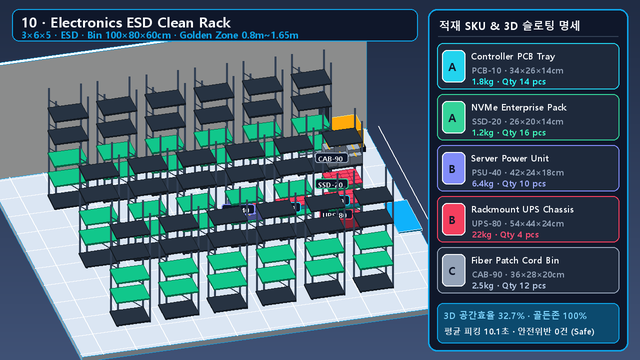 10 · Electronics ESD Clean Rack
3×6×5 · ESD · Bin 100×80×60cm · Golden Zone 0.8m~1.65m
적재 SKU & 3D 슬로팅 명세
A
Controller PCB Tray
PCB-10 · 34×26×14cm
1.8kg · Qty 14 pcs
A
NVMe Enterprise Pack
SSD-20 · 26×20×14cm
1.2kg · Qty 16 pcs
B
Server Power Unit
PSU-40 · 42×24×18cm
6.4kg · Qty 10 pcs
B
Rackmount UPS Chassis
UPS-80 · 54×44×24cm
22kg · Qty 4 pcs
C
Fiber Patch Cord Bin
CAB-90 · 36×28×20cm
2.5kg · Qty 12 pcs
3D 공간효율 32.7% · 골든존 100%
평균 피킹 10.1초 · 안전위반 0건 (Safe)
CAB-90
SSD-20